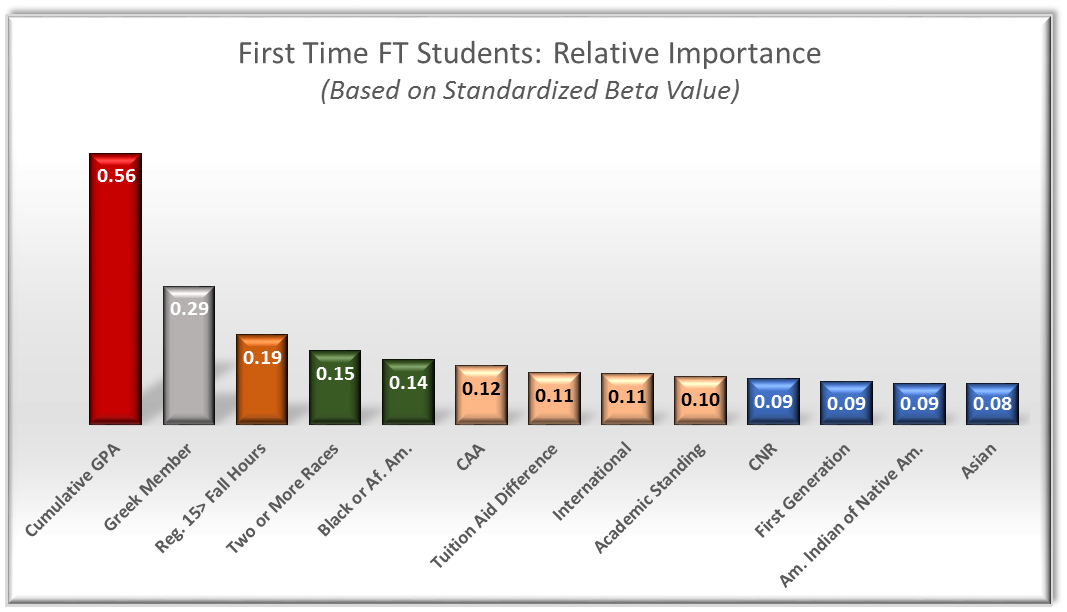 First Time FT Students: Relative Importance
(Based on Standardized Beta Value)
0.56
0.29
0.19
0.15
0.14
0.12
0.11
0.11
0.10
0.09
0.09
0.09
0.08
Cumulative GPA
Greek Member
Reg. 15> Fall Hours
Two or More Races
Black or Af. Am.
CAA
Tuition Aid Difference
International
Academic Standing
CNR
First Generation
Am. Indian of Native Am.
Asian